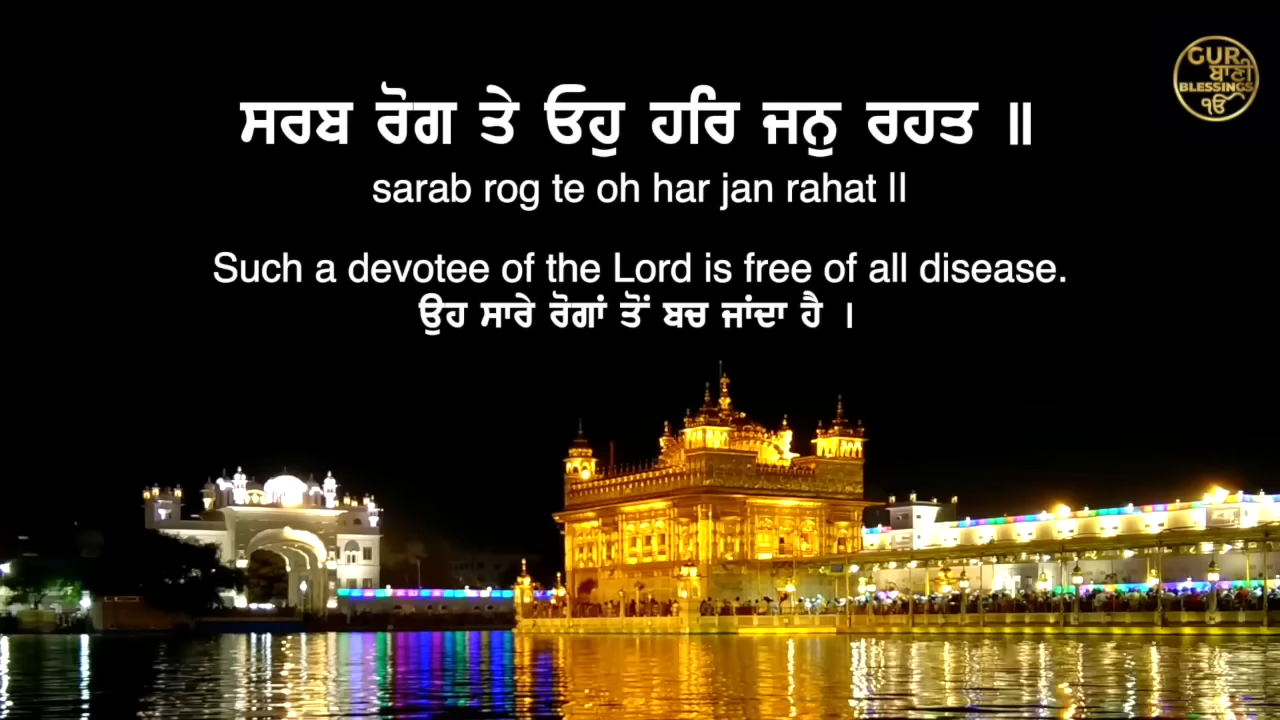 GUR
ਬਾਣੀ
BLESSINGS
ੴ
ਸਰਬ ਰੋਗ ਤੇ ਓਹੁ ਹਰਿ ਜਨੁ ਰਹਤ ॥
sarab rog te oh har jan rahat ll
Such a devotee of the Lord is free of all disease.
ਉਹ ਸਾਰੇ ਰੋਗਾਂ ਤੋਂ ਬਚ ਜਾਂਦਾ ਹੈ ।